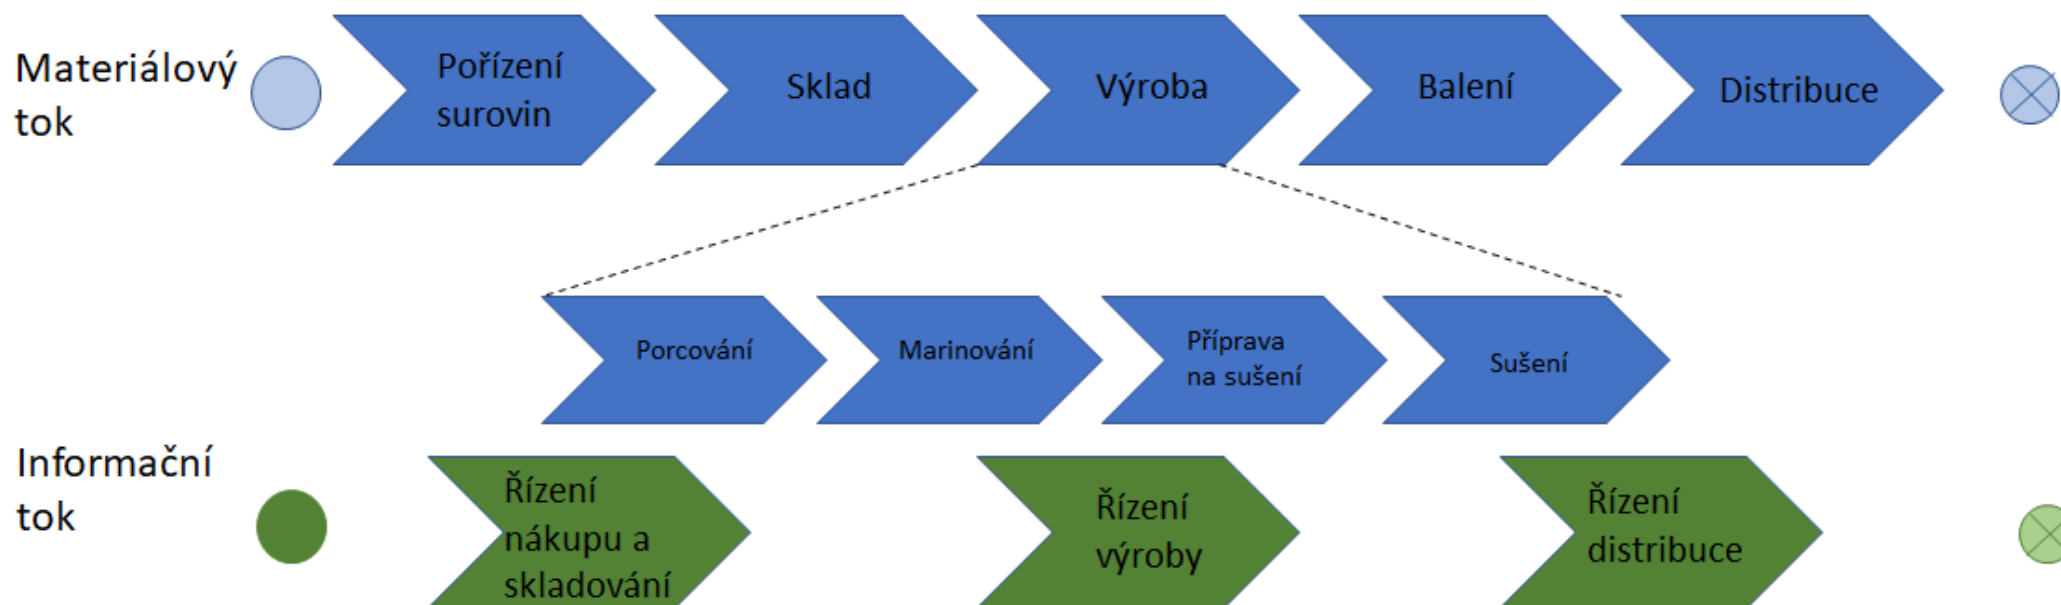 Materiálový
tok
Pořízení
surovin
Sklad
Výroba
Balení
Distribuce
Porcování
Marinování
Příprava
na sušení
Sušení
Informační
tok
Řízení
nákupu a
skladování
Řízení
výroby
Řízení
distribuce